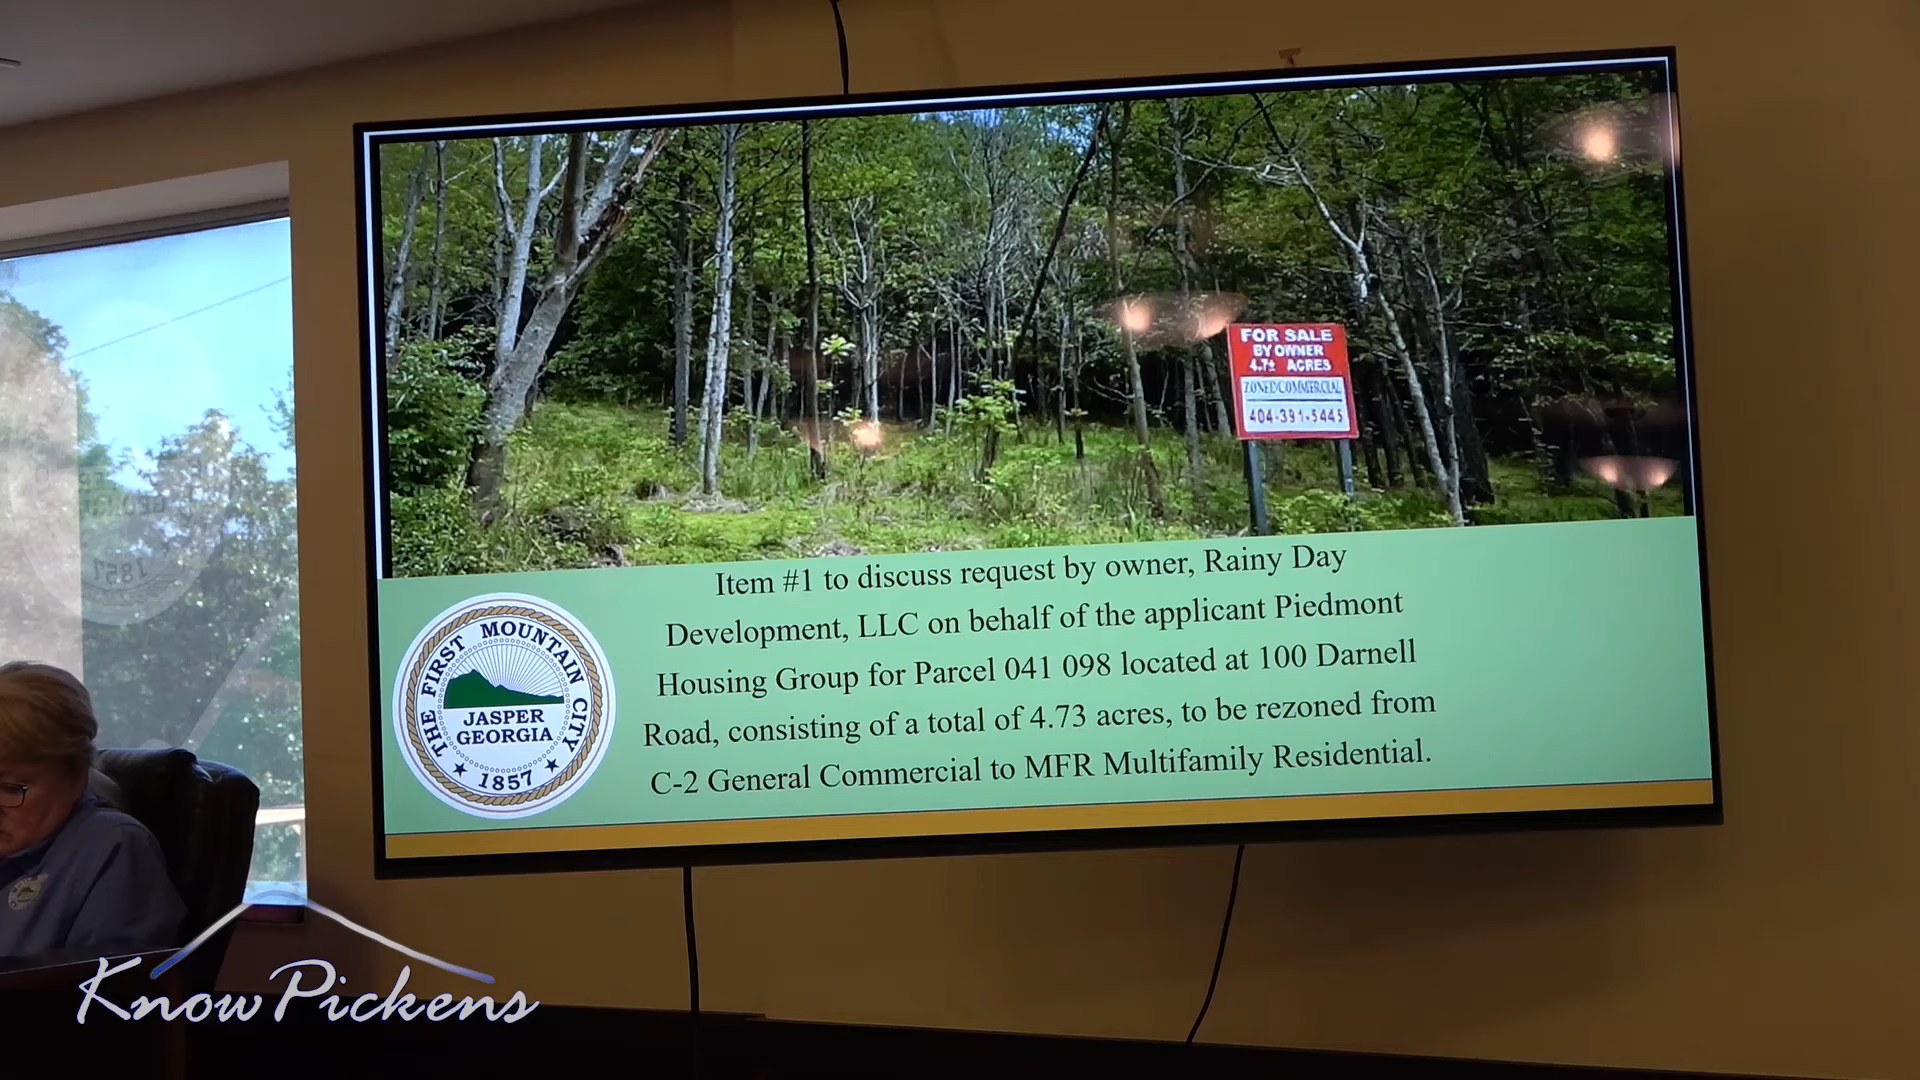 FOR SALE
BY OWNER
4.7± ACRES
ZONED COMMERCIAL
404-391-5445
Item #1 to discuss request by owner, Rainy Day
Development, LLC on behalf of the applicant Piedmont
Housing Group for Parcel 041 098 located at 100 Darnell
Road, consisting of a total of 4.73 acres, to be rezoned from
C-2 General Commercial to MFR Multifamily Residential.
THE FIRST MOUNTAIN CITY
JASPER
GEORGIA
1857
1857
KnowPickens